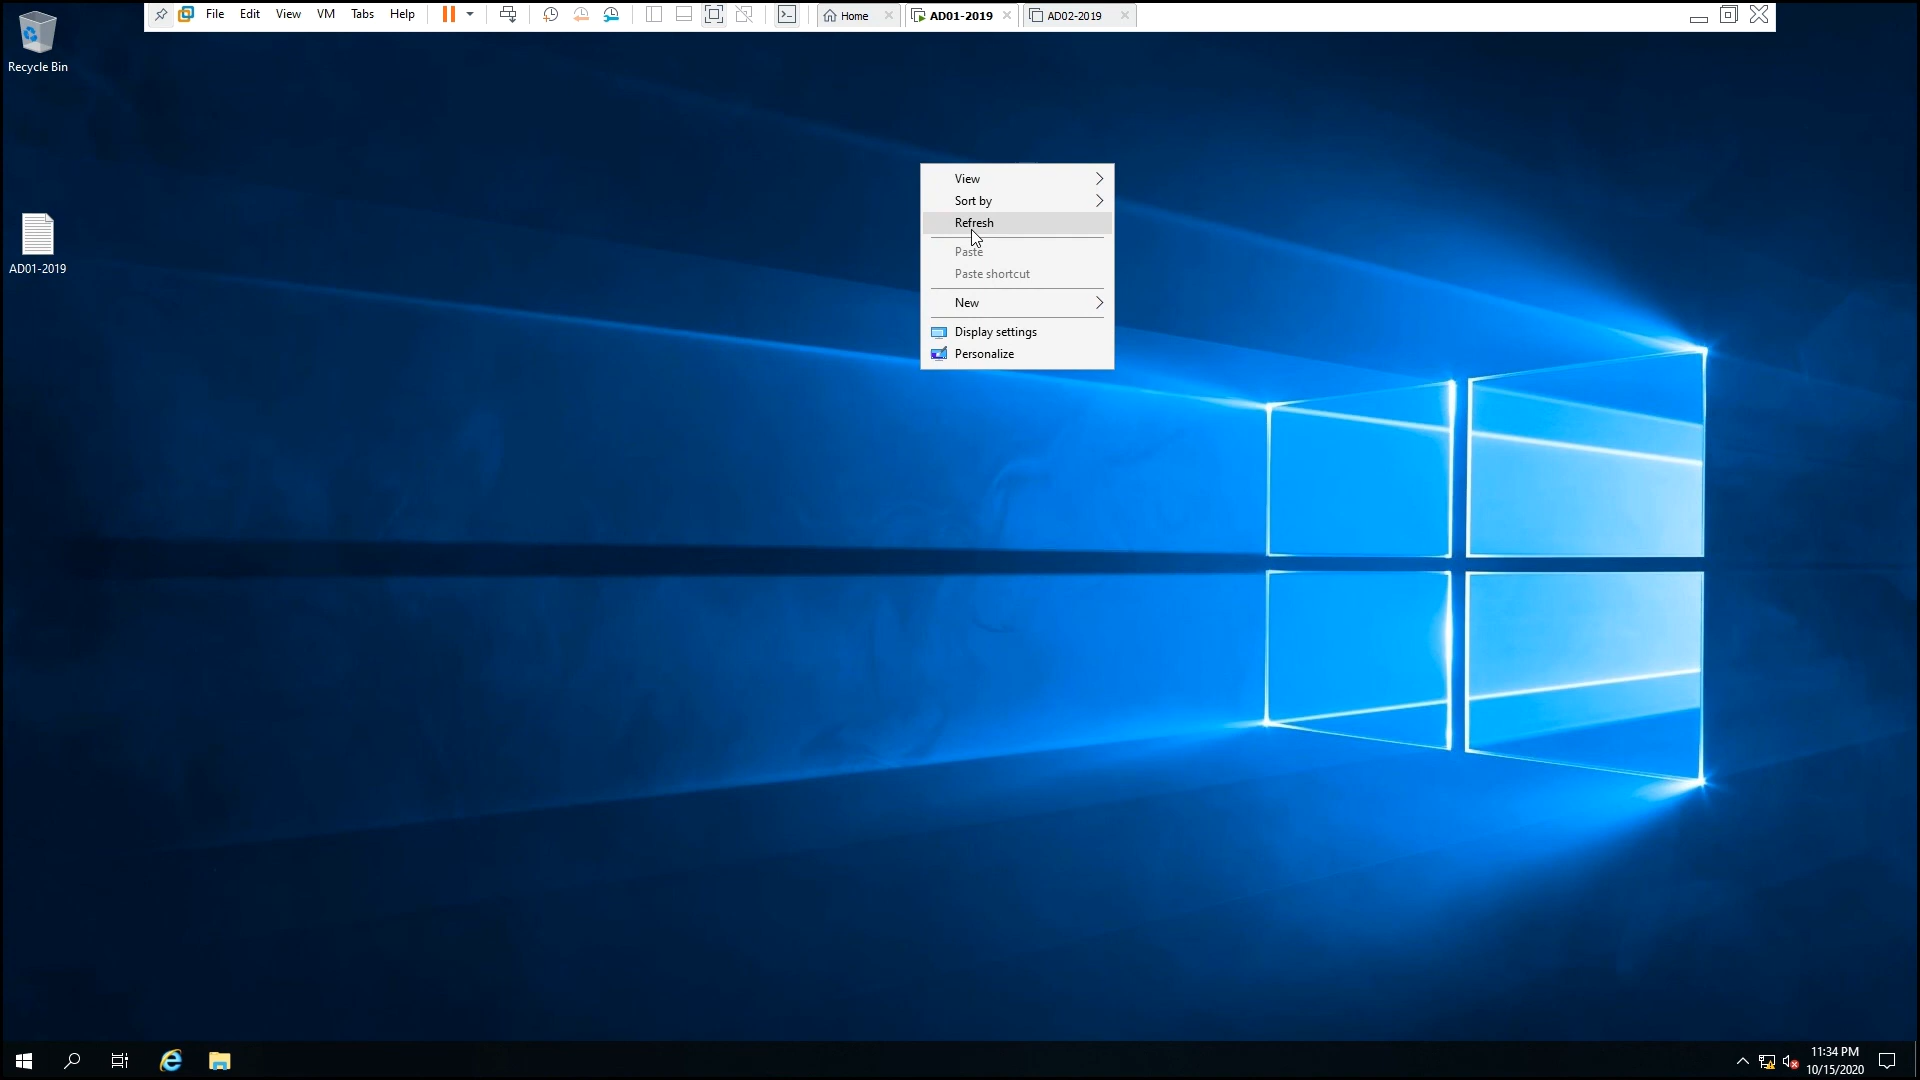 File Edit View VM Tabs Help Home AD01-2019 AD02-2019
Recycle Bin
View
Sort by
Refresh
Paste
Paste shortcut
New
Display settings
Personalize
AD01-2019
11:34 PM
10/15/2020